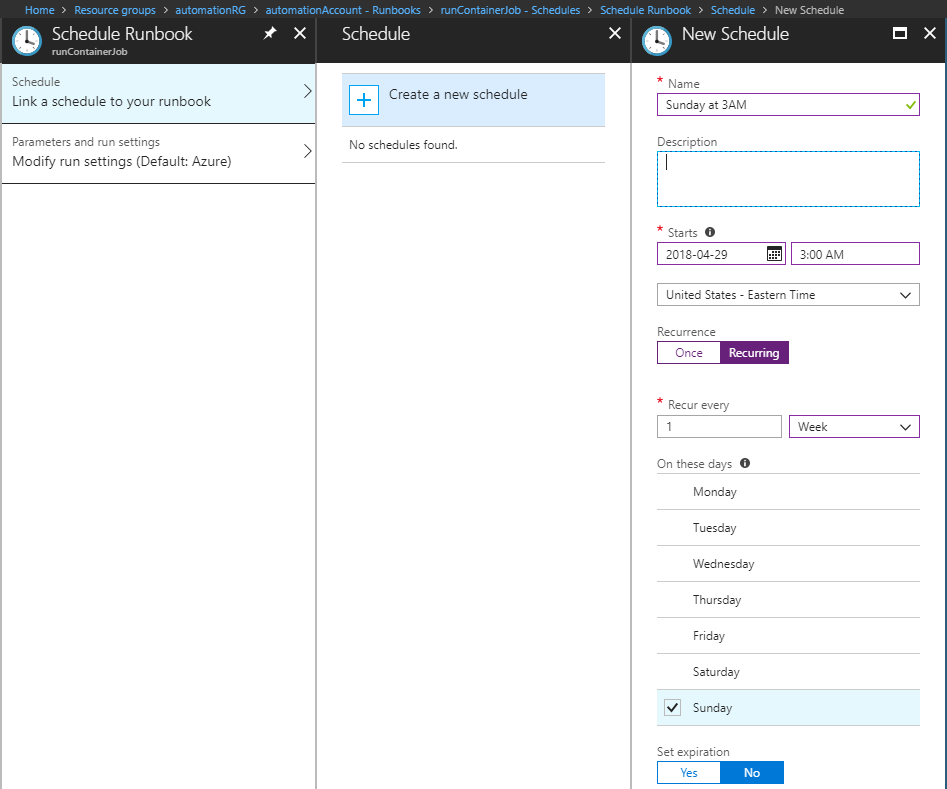 Home > Resource groups > automationRG > automationAccount - Runbooks > runContainerJob - Schedules > Schedule Runbook > Schedule > New Schedule
Schedule Runbook
runContainerJob
Schedule
Link a schedule to your runbook
Parameters and run settings
Modify run settings (Default: Azure)
Schedule
Create a new schedule
No schedules found.
New Schedule
* Name
Sunday at 3AM
Description
* Starts
2018-04-29 3:00 AM
United States - Eastern Time
Recurrence
Once Recurring
* Recur every
1 Week
On these days
Monday
Tuesday
Wednesday
Thursday
Friday
Saturday
Sunday
Set expiration
Yes No